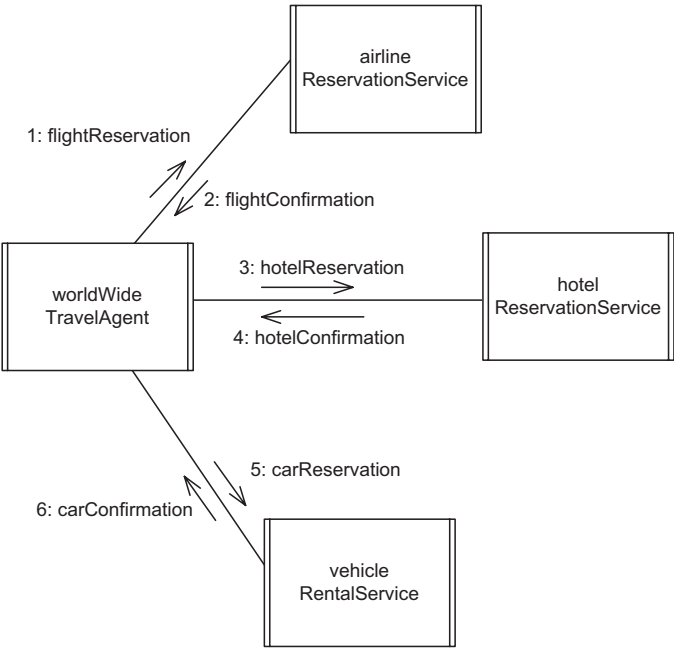 airline
ReservationService
1: flightReservation
2: flightConfirmation
3: hotelReservation
hotel
ReservationService
worldWide
TravelAgent
4: hotelConfirmation
5: carReservation
6: carConfirmation
vehicle
RentalService